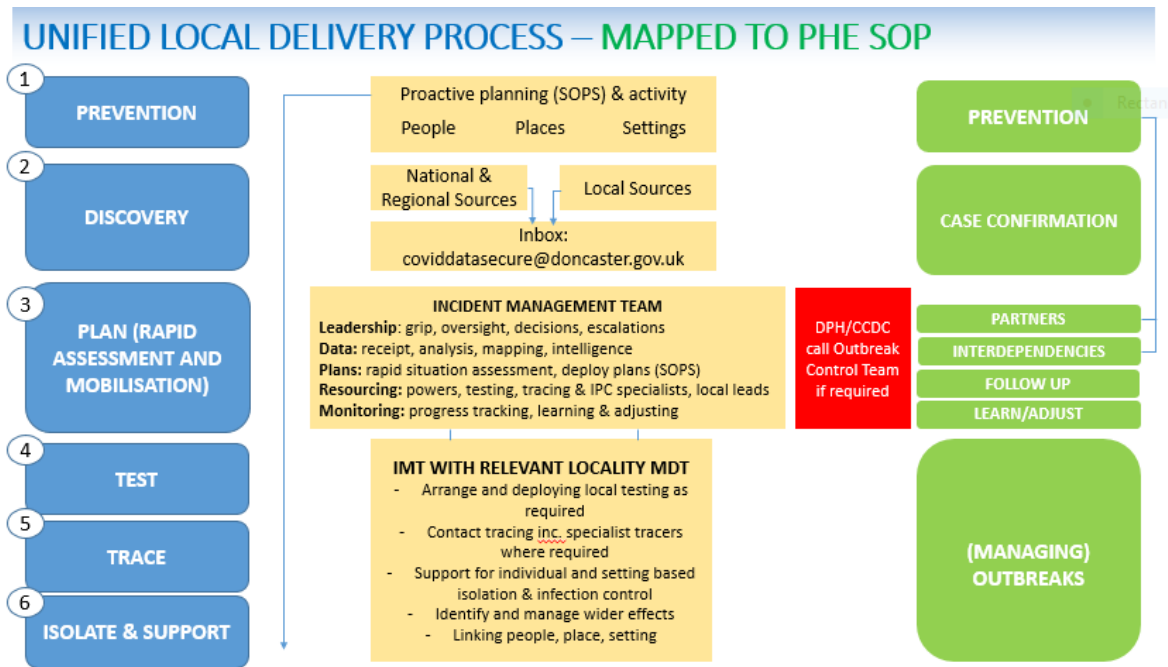 UNIFIED LOCAL DELIVERY PROCESS – MAPPED TO PHE SOP
1
PREVENTION
2
DISCOVERY
3
PLAN (RAPID
ASSESSMENT AND
MOBILISATION)
4
TEST
5
TRACE
6
ISOLATE & SUPPORT
Proactive planning (SOPS) & activity
People Places Settings
National &
Regional Sources
Local Sources
Inbox:
coviddatasecure@doncaster.gov.uk
INCIDENT MANAGEMENT TEAM
Leadership: grip, oversight, decisions, escalations
Data: receipt, analysis, mapping, intelligence
Plans: rapid situation assessment, deploy plans (SOPS)
Resourcing: powers, testing, tracing & IPC specialists, local leads
Monitoring: progress tracking, learning & adjusting
DPH/CCDC
call Outbreak
Control Team
if required
IMT WITH RELEVANT LOCALITY MDT
- Arrange and deploying local testing as
required
- Contact tracing inc. specialist tracers
where required
- Support for individual and setting based
isolation & infection control
- Identify and manage wider effects
- Linking people, place, setting
PREVENTION
Rectan
CASE CONFIRMATION
PARTNERS
INTERDEPENDENCIES
FOLLOW UP
LEARN/ADJUST
(MANAGING)
OUTBREAKS